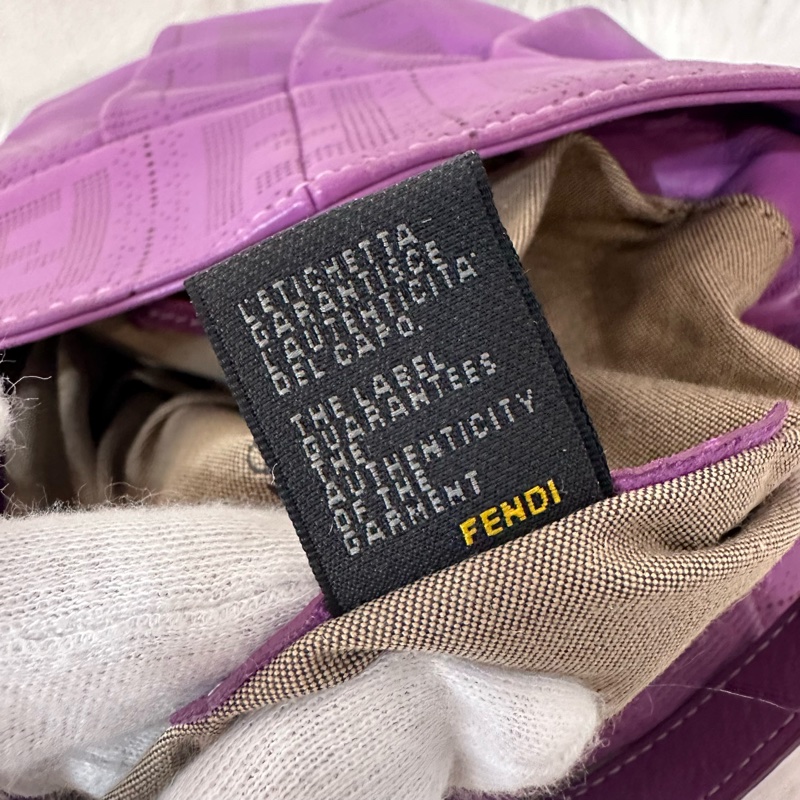 L'ETICHETTA
GARANTISCE
L'AUTENTICITA'
DEL CAPO.
THE LABEL
GUARANTEES
THE
AUTHENTICITY
OF THE
GARMENT
FENDI